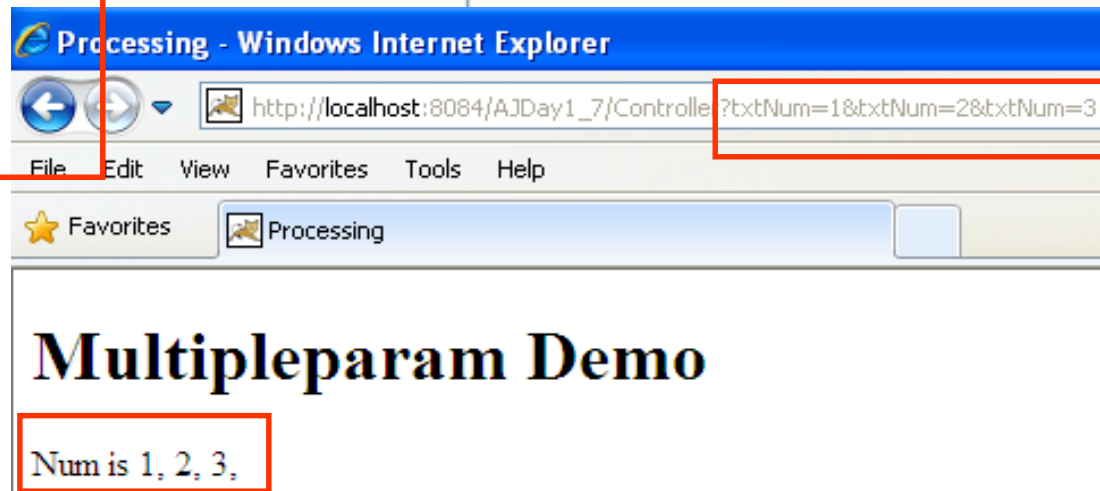 Processing - Windows Internet Explorer
http://localhost:8084/AJDay1_7/Controller?txtNum=1&txtNum=2&txtNum=3
File Edit View Favorites Tools Help
Favorites Processing
Multipleparam Demo
Num is 1, 2, 3,